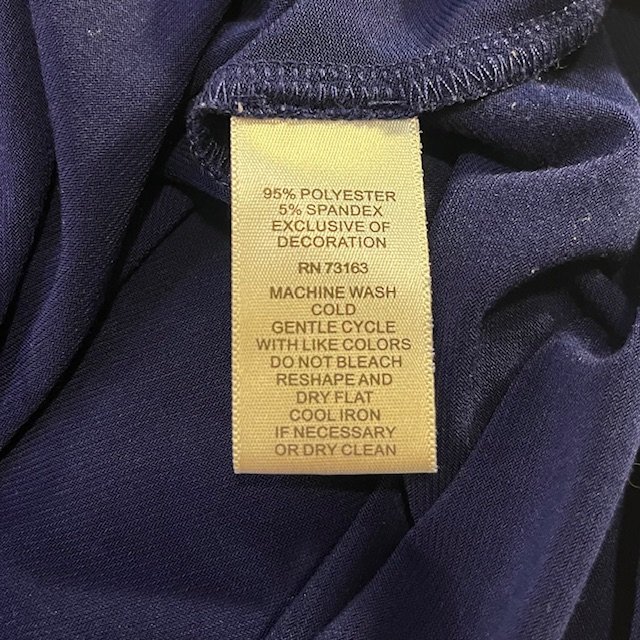 95% POLYESTER
5% SPANDEX
EXCLUSIVE OF
DECORATION
RN 73163
MACHINE WASH
COLD
GENTLE CYCLE
WITH LIKE COLORS
DO NOT BLEACH
RESHAPE AND
DRY FLAT
COOL IRON
IF NECESSARY
OR DRY CLEAN